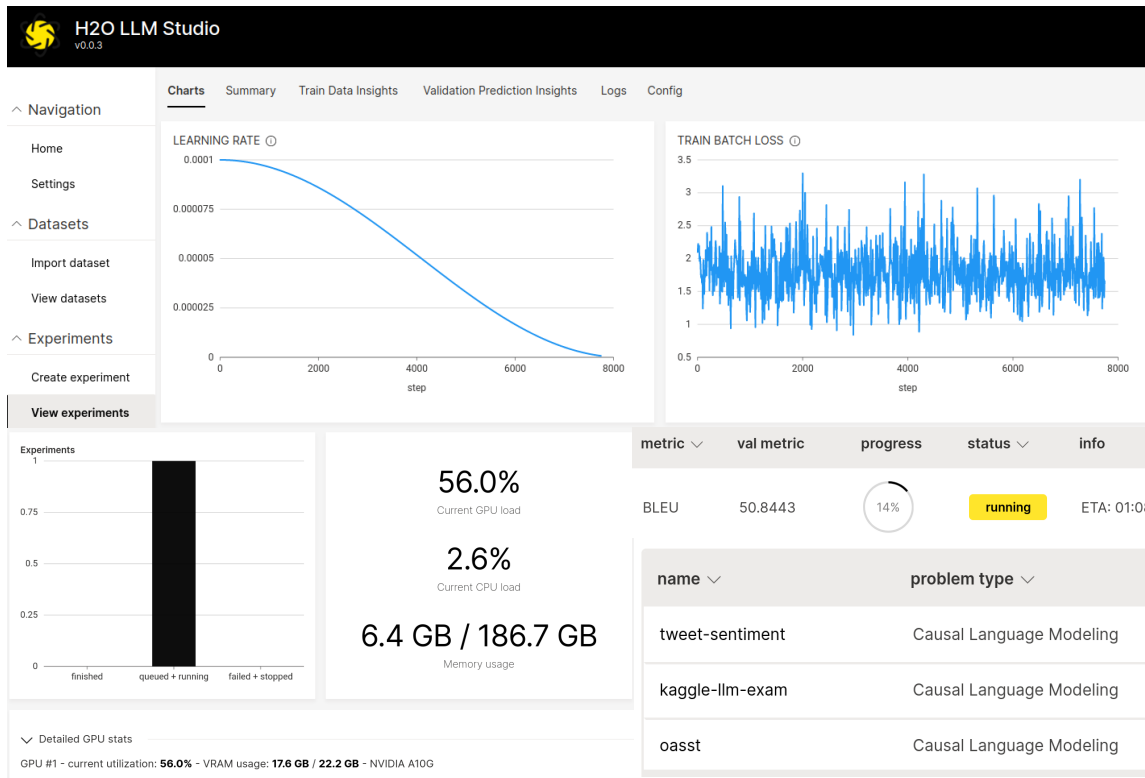 H2O LLM Studio
v0.0.3
Navigation
Home
Settings
Datasets
Import dataset
View datasets
Experiments
Create experiment
View experiments
Charts Summary Train Data Insights Validation Prediction Insights Logs Config
LEARNING RATE
0.0001
0.000075
0.00005
0.000025
0
0 2000 4000 6000 8000
step
TRAIN BATCH LOSS
3.5
3
2.5
2
1.5
1
0.5
0 2000 4000 6000 8000
step
Experiments
1
0.75
0.5
0.25
0
finished queued + running failed + stopped
56.0%
Current GPU load
2.6%
Current CPU load
6.4 GB / 186.7 GB
Memory usage
metric val metric progress status info
BLEU 50.8443 14% running ETA: 01:08
name problem type
tweet-sentiment Causal Language Modeling
kaggle-llm-exam Causal Language Modeling
oasst Causal Language Modeling
Detailed GPU stats
GPU #1 - current utilization: 56.0% - VRAM usage: 17.6 GB / 22.2 GB - NVIDIA A10G